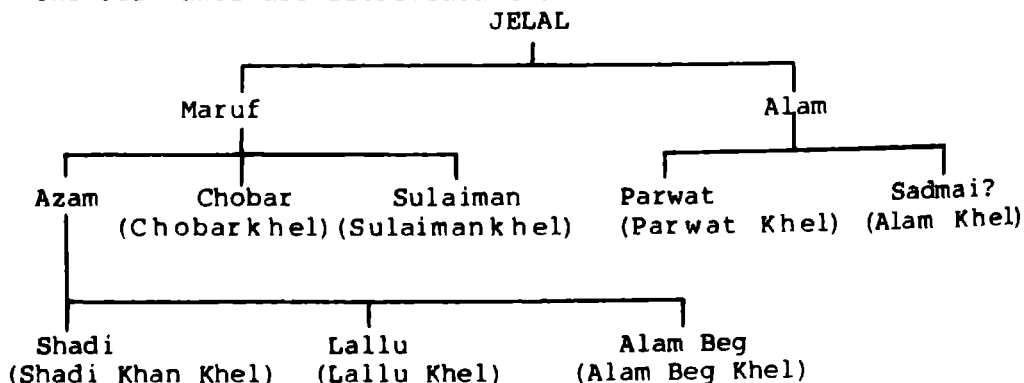 JELAL
Maruf Alam
Azam Chobar Sulaiman Parwat Sadmai?
(Chobarkhel) (Sulaimankhel) (Parwat Khel) (Alam Khel)
Shadi Lallu Alam Beg
(Shadi Khan Khel) (Lallu Khel) (Alam Beg Khel)